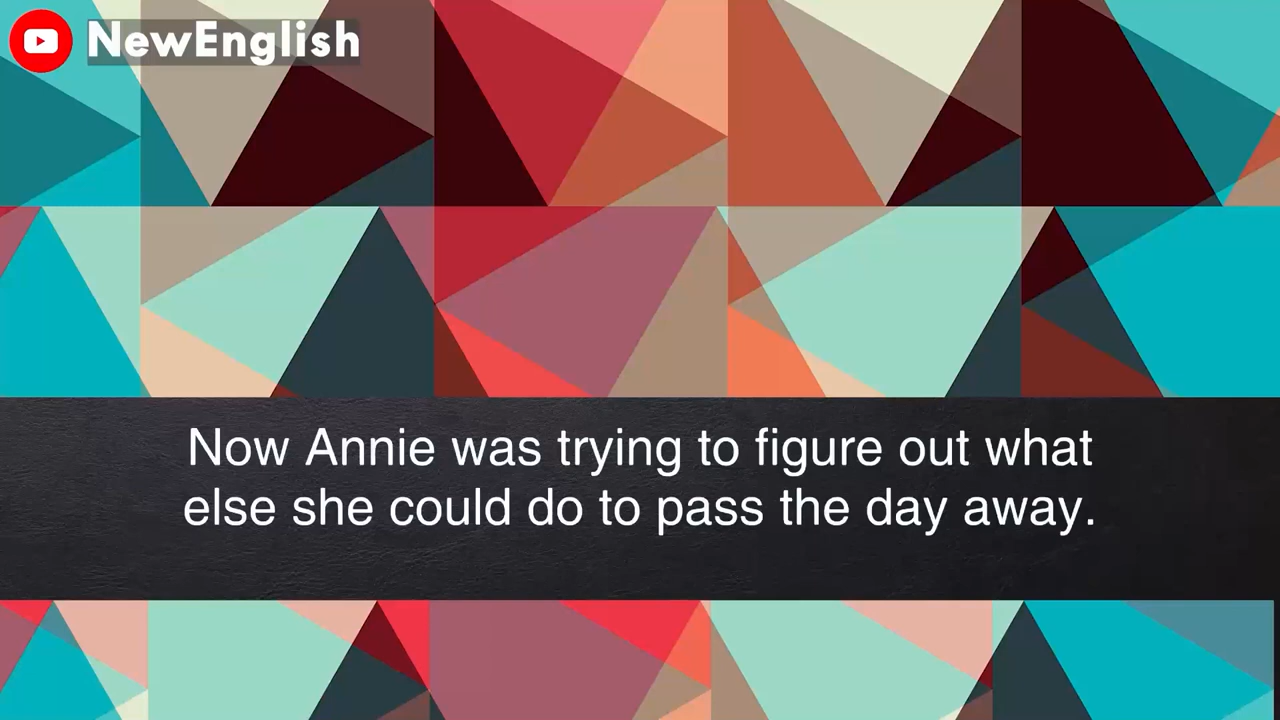 NewEnglish
Now Annie was trying to figure out what
else she could do to pass the day away.